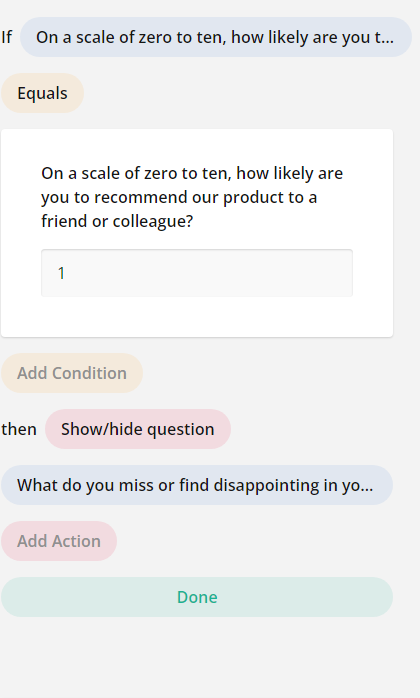 If On a scale of zero to ten, how likely are you t...
Equals
On a scale of zero to ten, how likely are
you to recommend our product to a
friend or colleague?
1
Add Condition
then Show/hide question
What do you miss or find disappointing in yo...
Add Action
Done